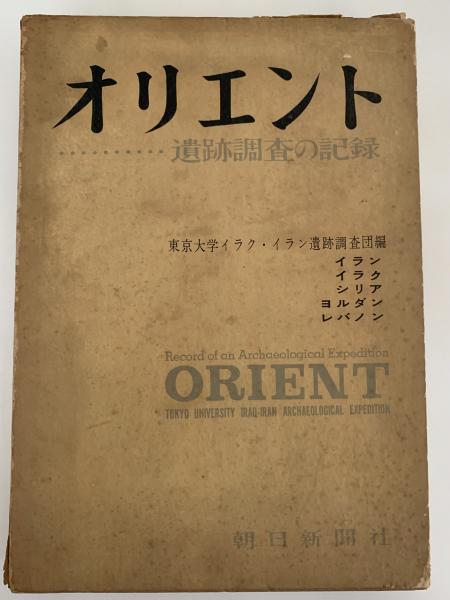 オリエント
‥‥‥‥‥遺跡調査の記録
東京大学イラク・イラン遺跡調査団編
イラン
イラク
シリア
ヨルダン
レバノン
Record of an Archaeological Expedition
ORIENT
TOKYO UNIVERSITY IRAQ-IRAN ARCHAEOLOGICAL EXPEDITION
朝日新聞社